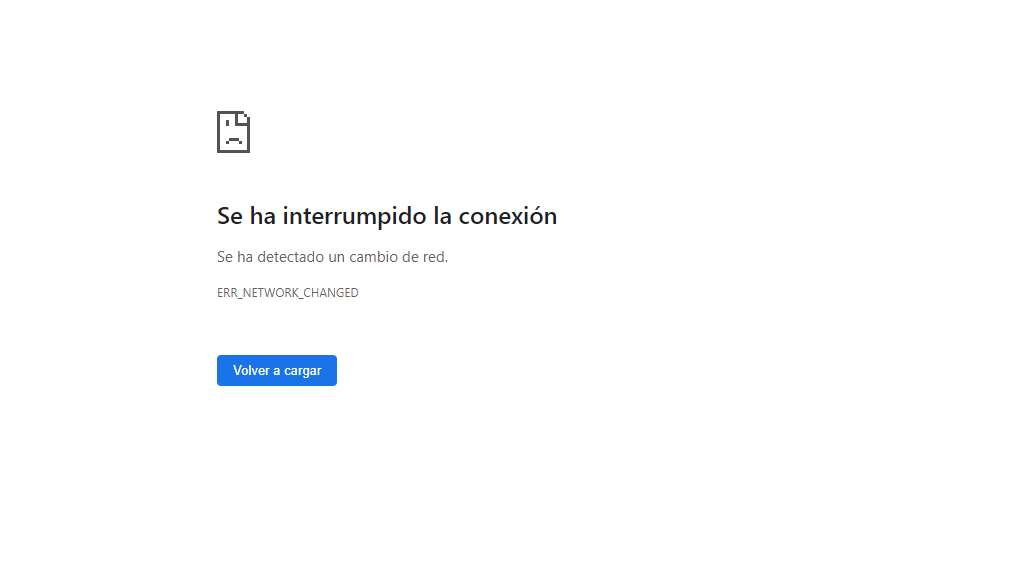 Se ha interrumpido la conexión
Se ha detectado un cambio de red.
ERR_NETWORK_CHANGED
Volver a cargar